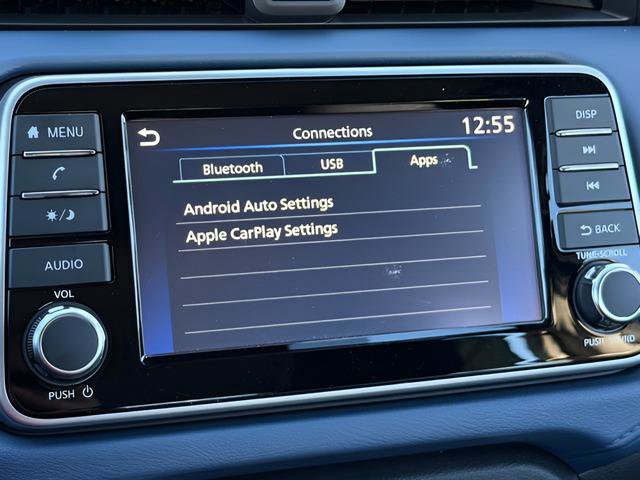 MENU
AUDIO
VOL
PUSH
Connections
12:55
Bluetooth
USB
Apps
Android Auto Settings
Apple CarPlay Settings
DISP
BACK
TUNE·SCROLL
PUSH